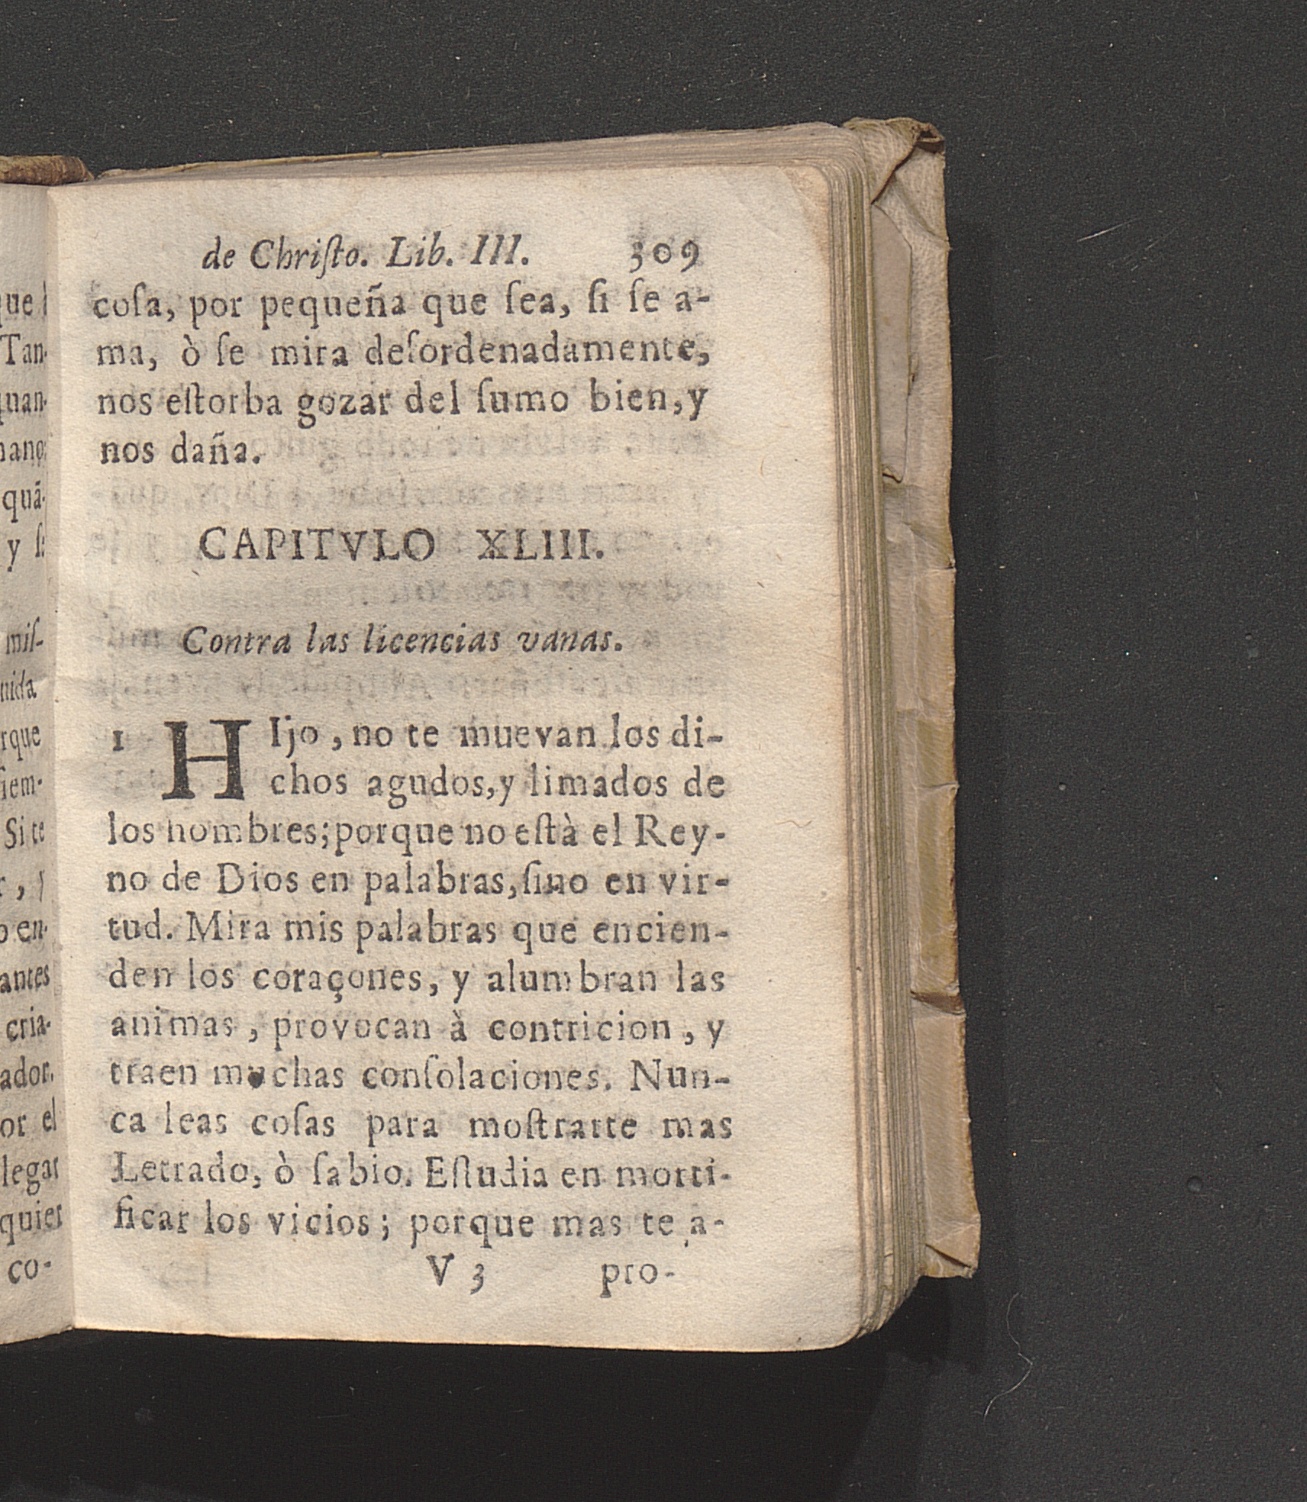 de Chriſto. Lib. III. 309
coſa, por pequeña que ſea, ſi ſe a-
ma, ò ſe mira deſordenadamente,
nos eſtorba gozar del ſumo bien, y
nos daña.
CAPITVLO XLIII.
Contra las licencias vanas.
1 HIjo, no te muevan los di-
chos agudos, y limados de
los hombres; porque no eſtà el Rey-
no de Dios en palabras, ſino en vir-
tud. Mira mis palabras que encien-
den los coraçones, y alumbran las
animas, provocan à contricion, y
traen muchas conſolaciones. Nun-
ca leas coſas para moſtrarte mas
Letrado, ò ſabio. Eſtudia en morti-
ficar los vicios; porque mas te a-
V 3 pro-